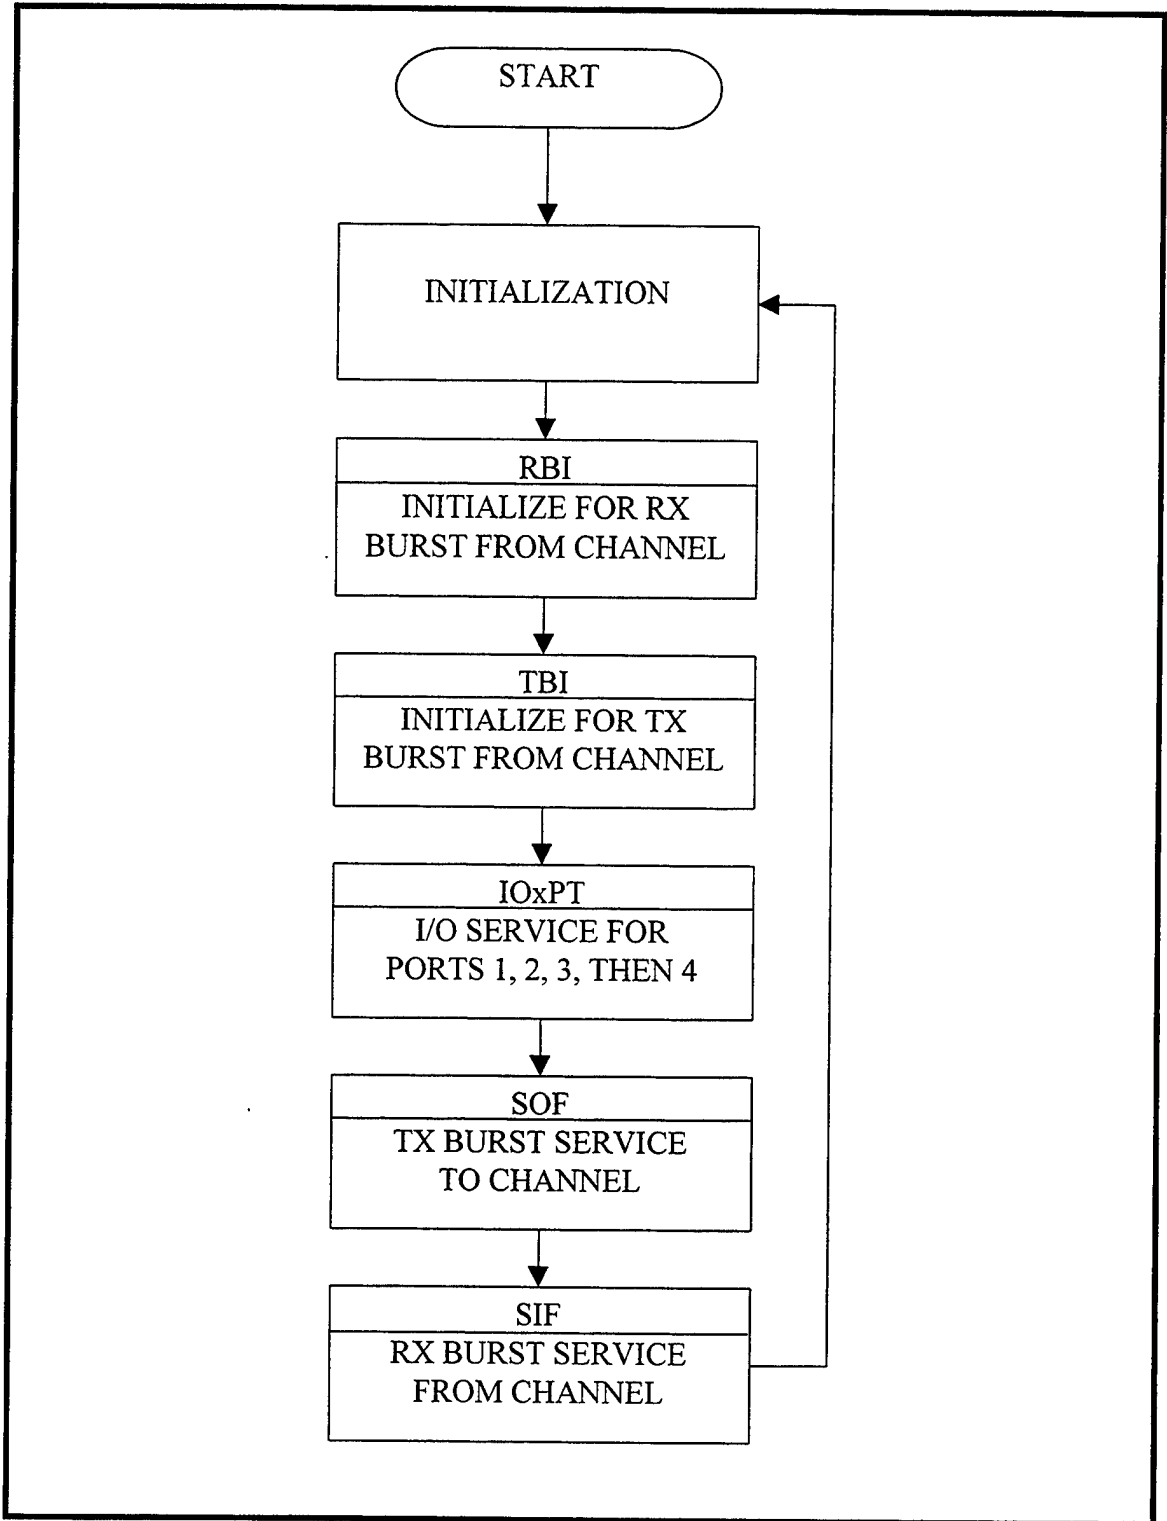 START
INITIALIZATION
RBI
INITIALIZE FOR RX
BURST FROM CHANNEL
TBI
INITIALIZE FOR TX
BURST FROM CHANNEL
IOxPT
I/O SERVICE FOR
PORTS 1, 2, 3, THEN 4
SOF
TX BURST SERVICE
TO CHANNEL
SIF
RX BURST SERVICE
FROM CHANNEL